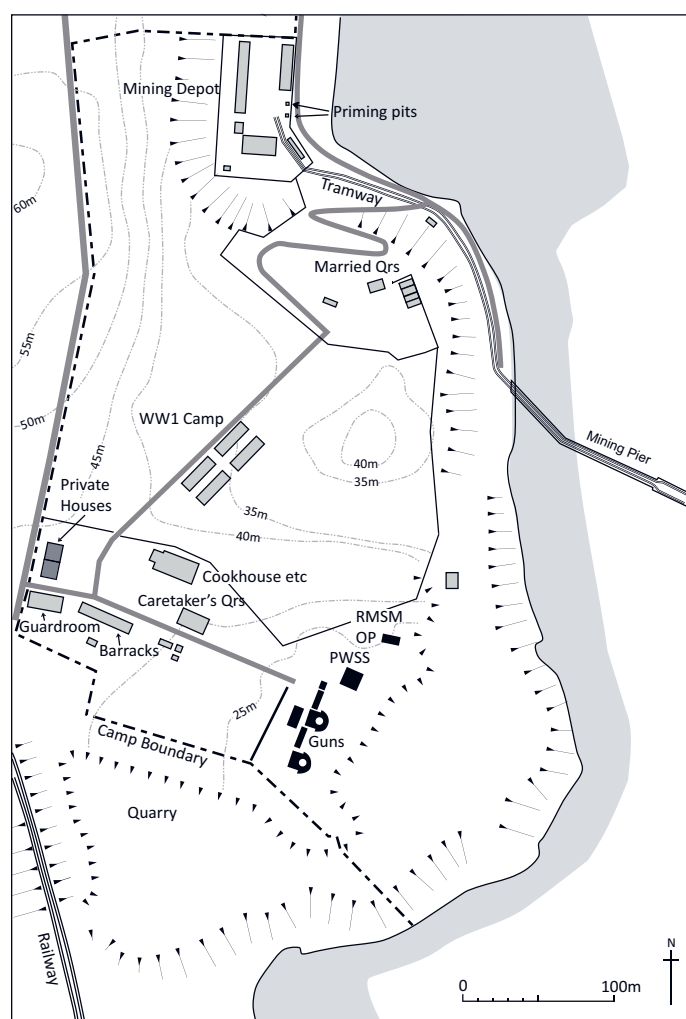 Mining Depot
Priming pits
Tramway
60m
Married Qrs
55m
50m
WW1 Camp
Mining Pier
45m
40m
35m
Private
Houses
35m
40m
Cookhouse etc
Caretaker's Qrs
RMSM
OP
Guardroom
Barracks
PWSS
25m
Guns
Camp Boundary
Quarry
Railway
N
0
100m